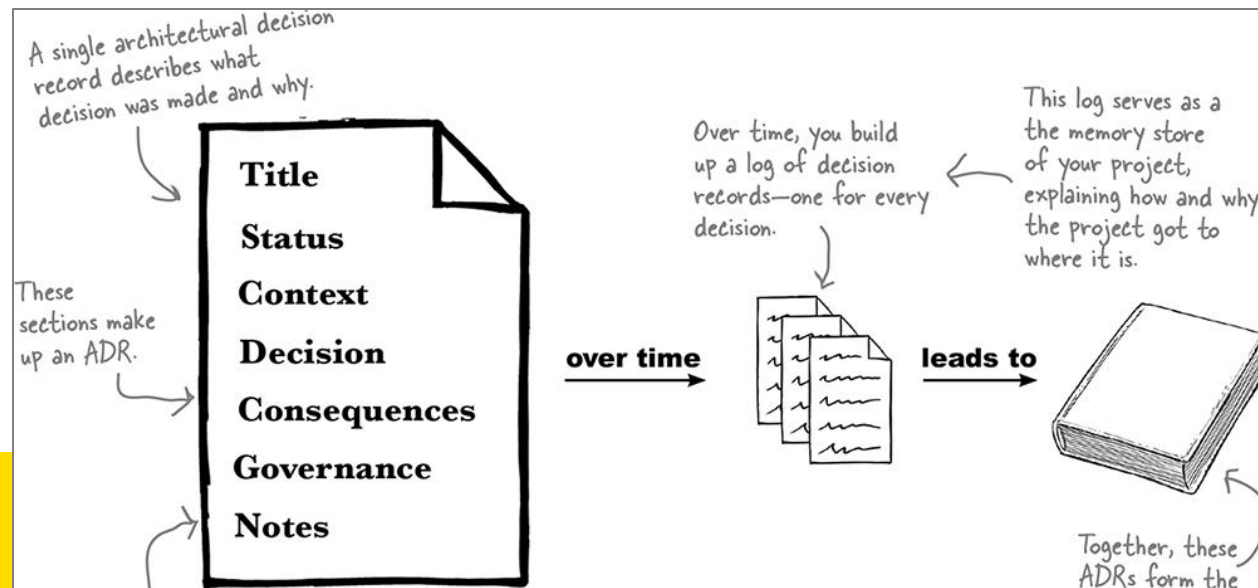 A single architectural decision
record describes what
decision was made and why.
Title
Status
Context
Decision
Consequences
Governance
Notes
These
sections make
up an ADR.
over time
Over time, you build
up a log of decision
records—one for every
decision.
leads to
This log serves as a
the memory store
of your project,
explaining how and why
the project got to
where it is.
Together, these
ADRs form the